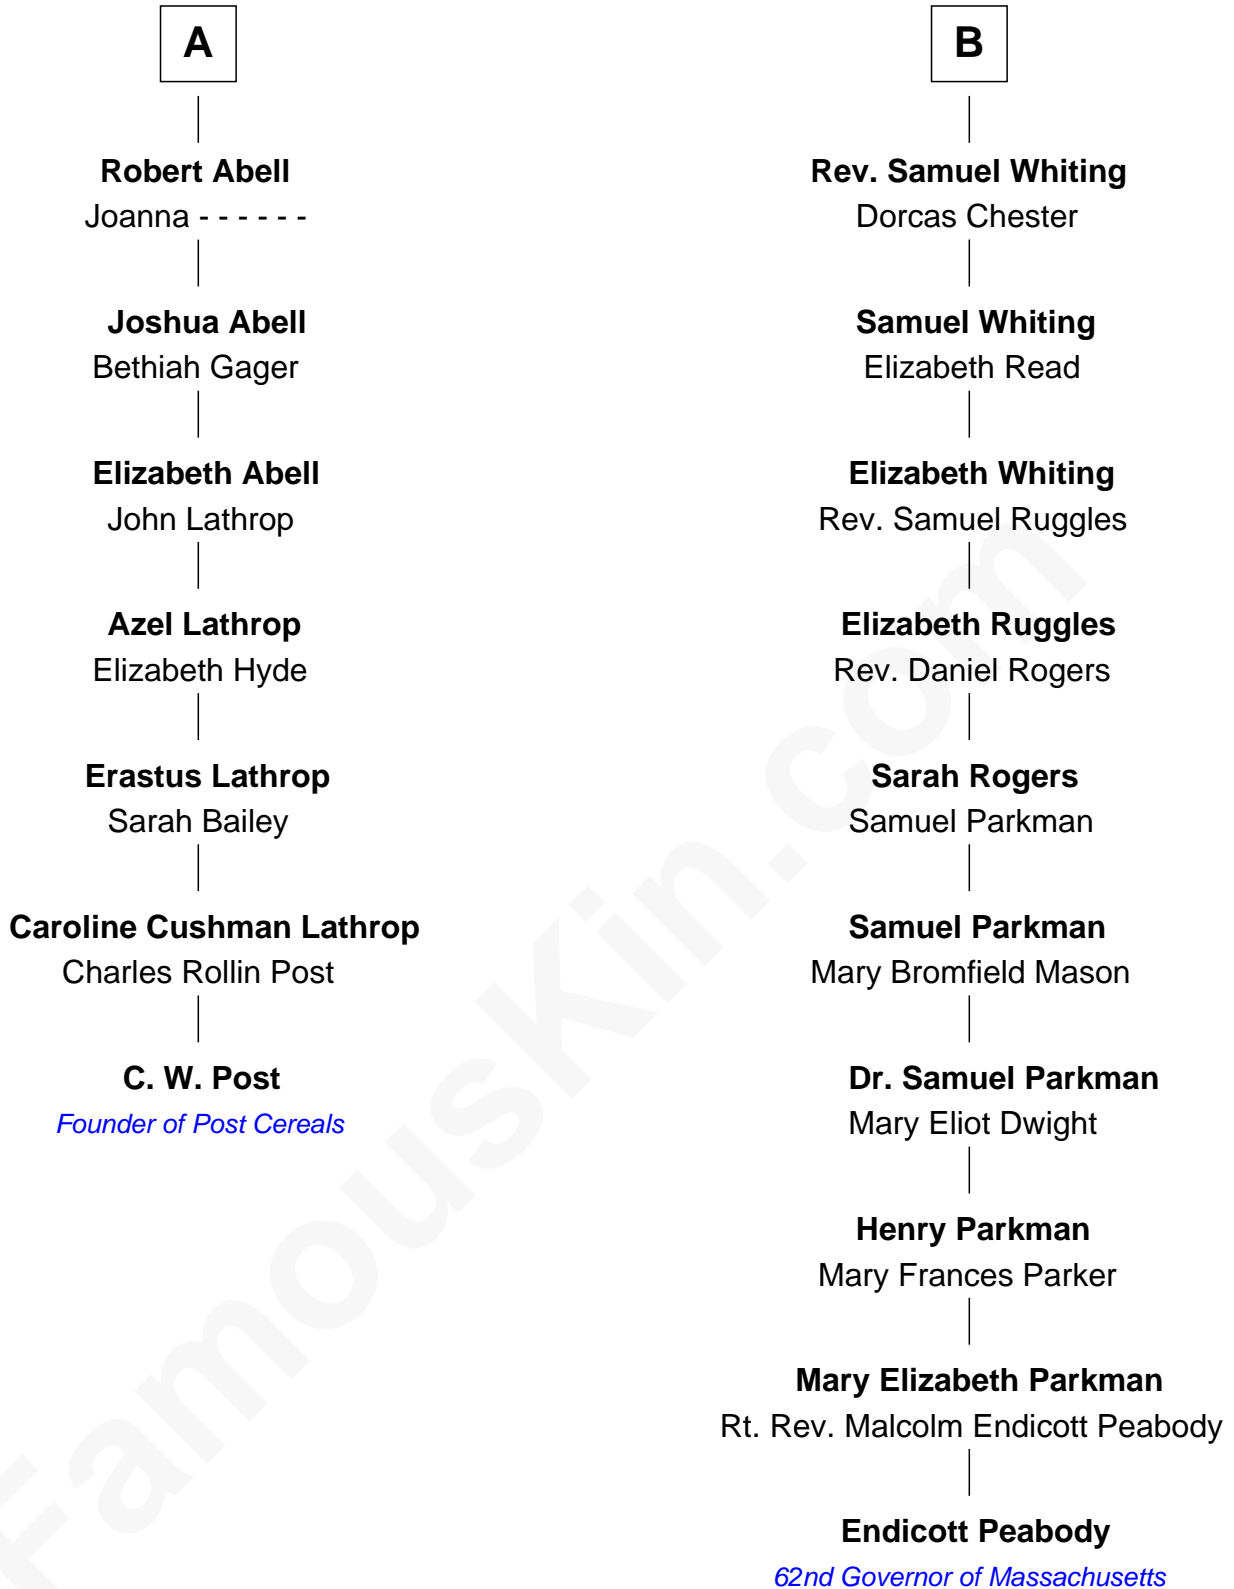 A
Robert Abell
Joanna - - - - - -
Joshua Abell
Bethiah Gager
Elizabeth Abell
John Lathrop
Azel Lathrop
Elizabeth Hyde
Erastus Lathrop
Sarah Bailey
Caroline Cushman Lathrop
Charles Rollin Post
C. W. Post
Founder of Post Cereals
B
Rev. Samuel Whiting
Dorcas Chester
Samuel Whiting
Elizabeth Read
Elizabeth Whiting
Rev. Samuel Ruggles
Elizabeth Ruggles
Rev. Daniel Rogers
Sarah Rogers
Samuel Parkman
Samuel Parkman
Mary Bromfield Mason
Dr. Samuel Parkman
Mary Eliot Dwight
Henry Parkman
Mary Frances Parker
Mary Elizabeth Parkman
Rt. Rev. Malcolm Endicott Peabody
Endicott Peabody
62nd Governor of Massachusetts
FamousKin.com